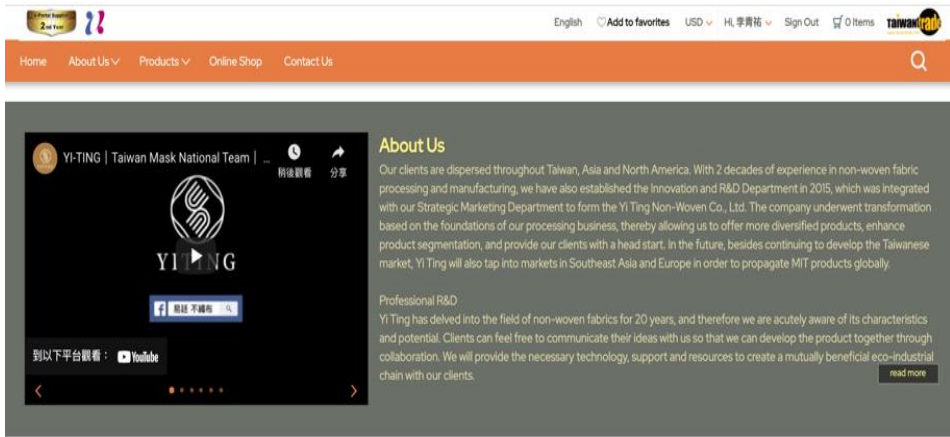 e-Portal Supplier
2nd Year
English ♡Add to favorites USD Hi, 李青祐 Sign Out 0 Items taiwantrade
Home About Us Products Online Shop Contact Us
YI-TING｜Taiwan Mask National Team｜ ...
稍後觀看 分享
YITING
易廷 不織布
到以下平台觀看： YouTube
About Us
Our clients are dispersed throughout Taiwan, Asia and North America. With 2 decades of experience in non-woven fabric
processing and manufacturing, we have also established the Innovation and R&D Department in 2015, which was integrated
with our Strategic Marketing Department to form the Yi Ting Non-Woven Co., Ltd. The company underwent transformation
based on the foundations of our processing business, thereby allowing us to offer more diversified products, enhance
product segmentation, and provide our clients with a head start. In the future, besides continuing to develop the Taiwanese
market, Yi Ting will also tap into markets in Southeast Asia and Europe in order to propagate MIT products globally.
Professional R&D
Yi Ting has delved into the field of non-woven fabrics for 20 years, and therefore we are acutely aware of its characteristics
and potential. Clients can feel free to communicate their ideas with us so that we can develop the product together through
collaboration. We will provide the necessary technology, support and resources to create a mutually beneficial eco-industrial
chain with our clients.
read more